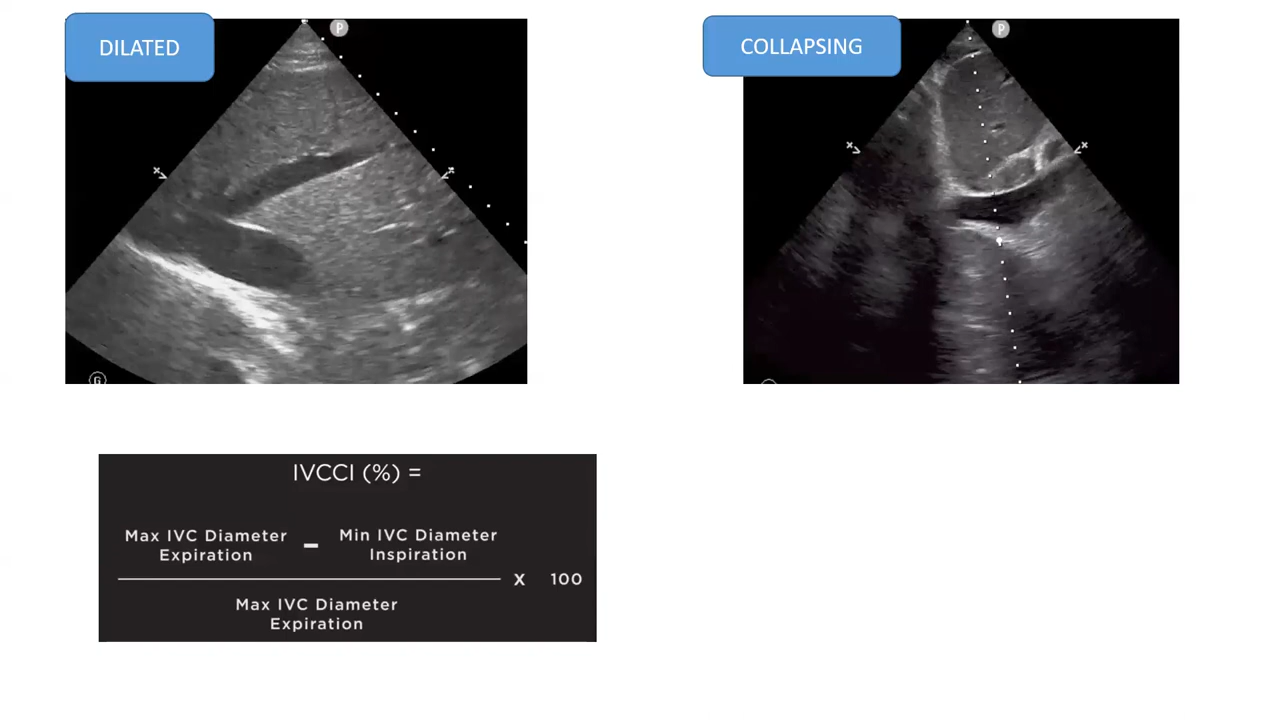 DILATED
P
COLLAPSING
P
G
IVCCI (%) =
Max IVC Diameter Expiration - Min IVC Diameter Inspiration
Max IVC Diameter Expiration
X 100